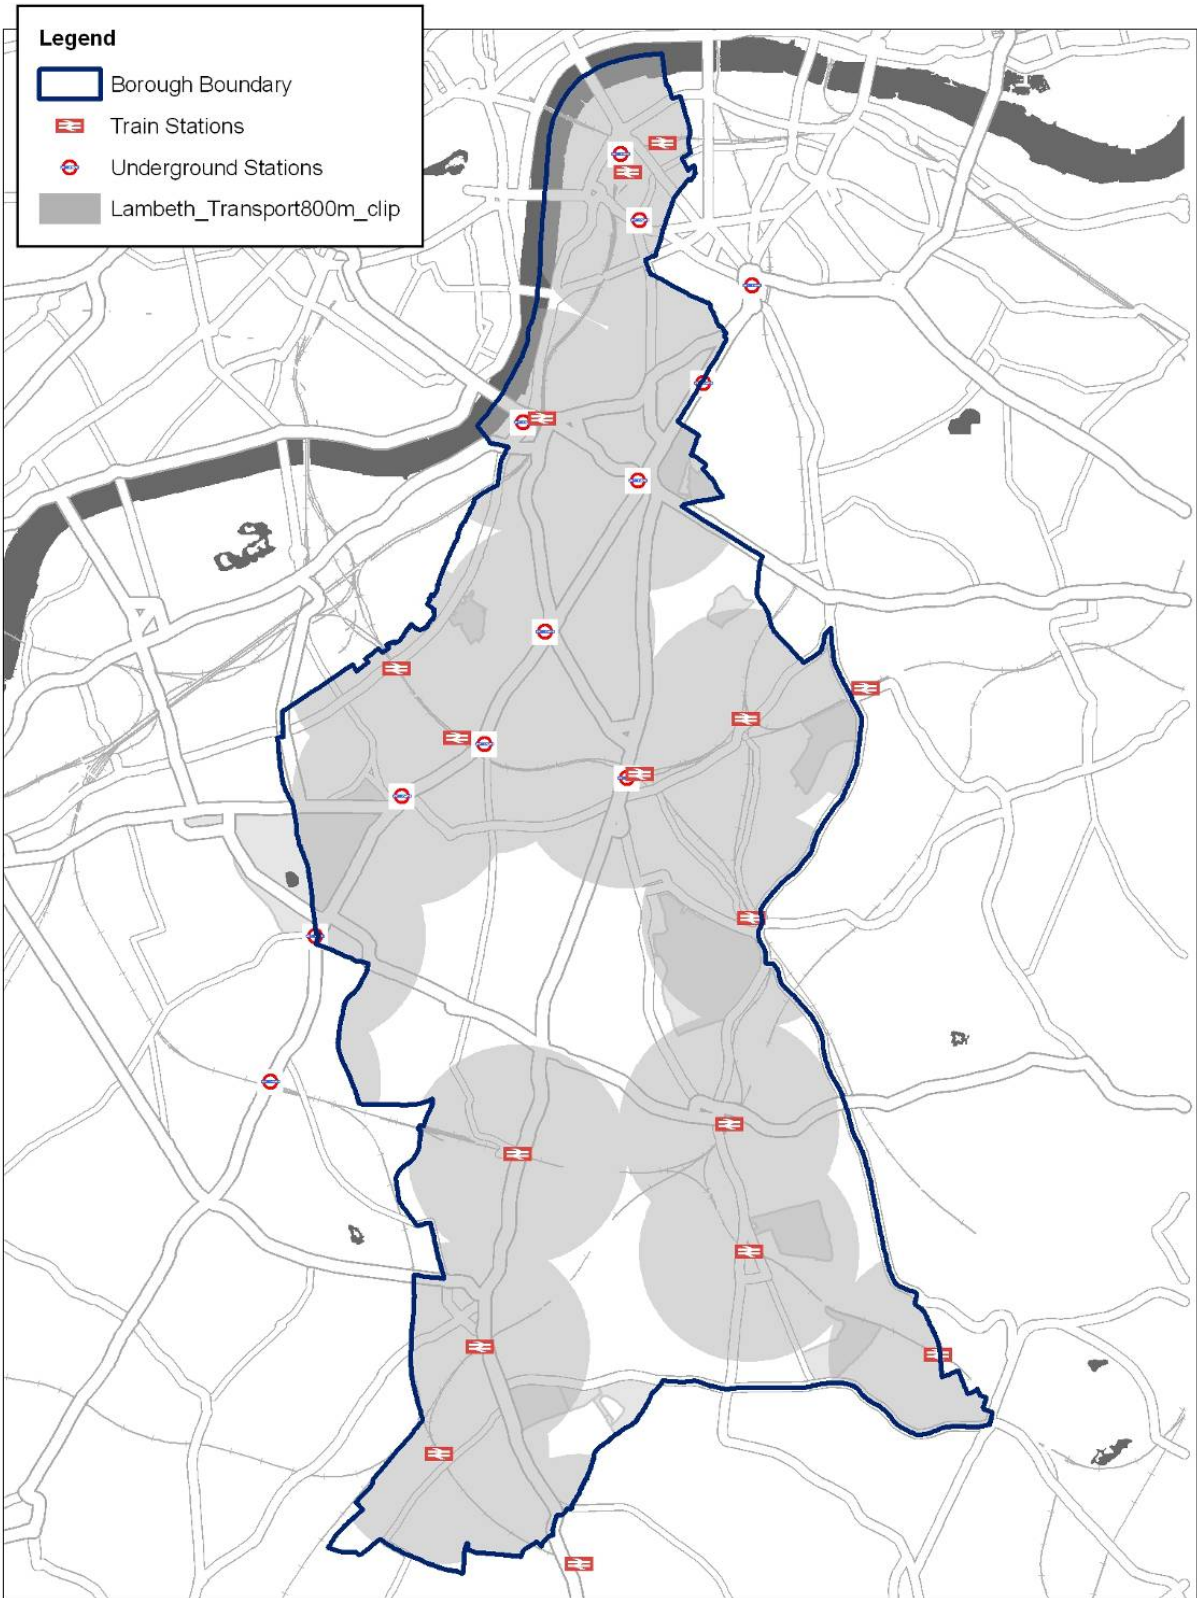 Legend
Borough Boundary
Train Stations
Underground Stations
Lambeth_Transport800m_clip